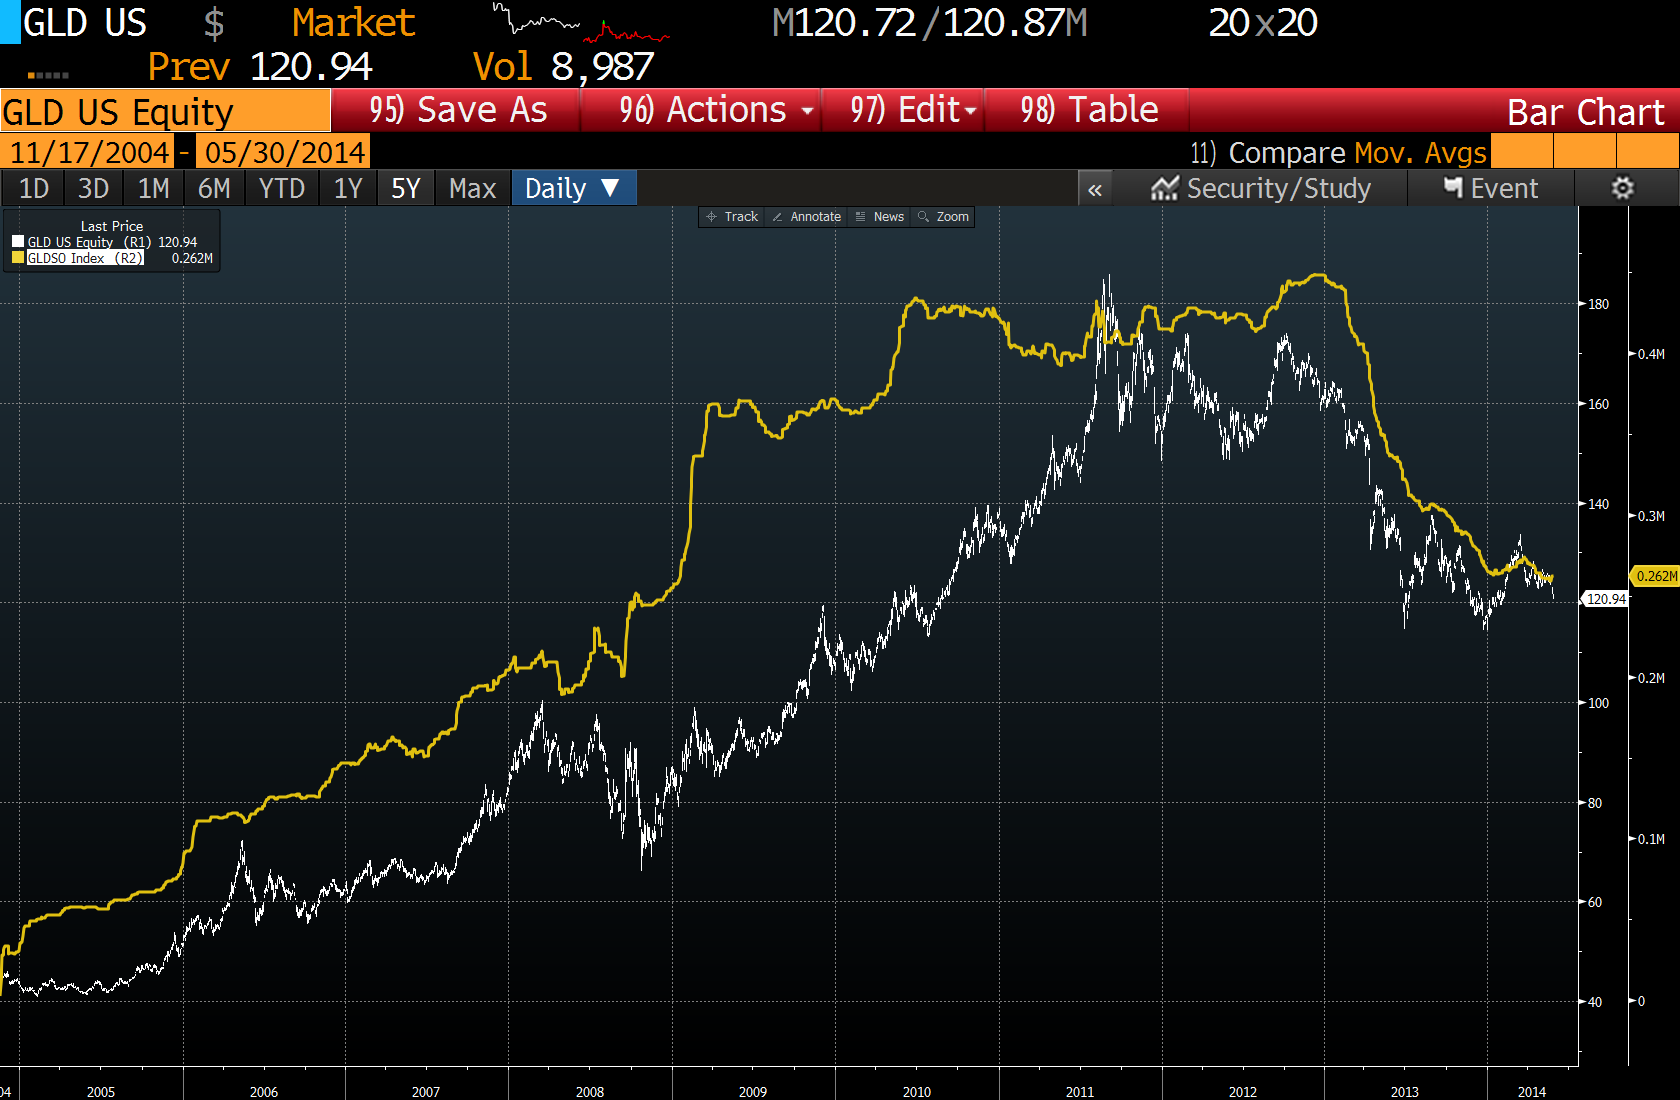 GLD US $ Market M120.72/120.87M 20x20
Prev 120.94 Vol 8,987
GLD US Equity 95) Save As 96) Actions 97) Edit 98) Table Bar Chart
11/17/2004 - 05/30/2014 11) Compare Mov. Avgs
1D 3D 1M 6M YTD 1Y 5Y Max Daily ▼ « Security/Study Event
Track Annotate News Zoom
Last Price
GLD US Equity (R1) 120.94
GLDSO Index (R2) 0.262M
180
0.4M
160
140
0.3M
0.262M
120.94
0.2M
100
80
0.1M
60
40
0
04 2005 2006 2007 2008 2009 2010 2011 2012 2013 2014